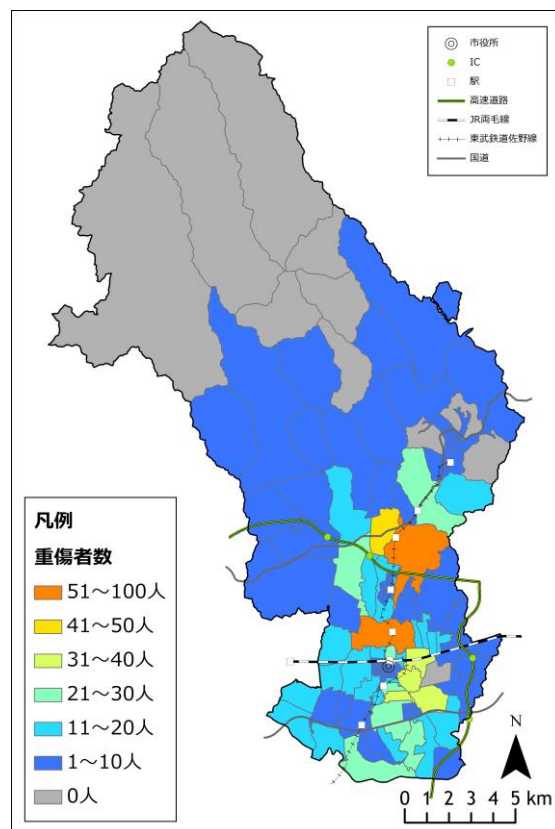 市役所
IC
駅
高速道路
JR両毛線
東武鉄道佐野線
国道
凡例
重傷者数
51～100人
41～50人
31～40人
21～30人
11～20人
1～10人
0人
N
0 1 2 3 4 5 km